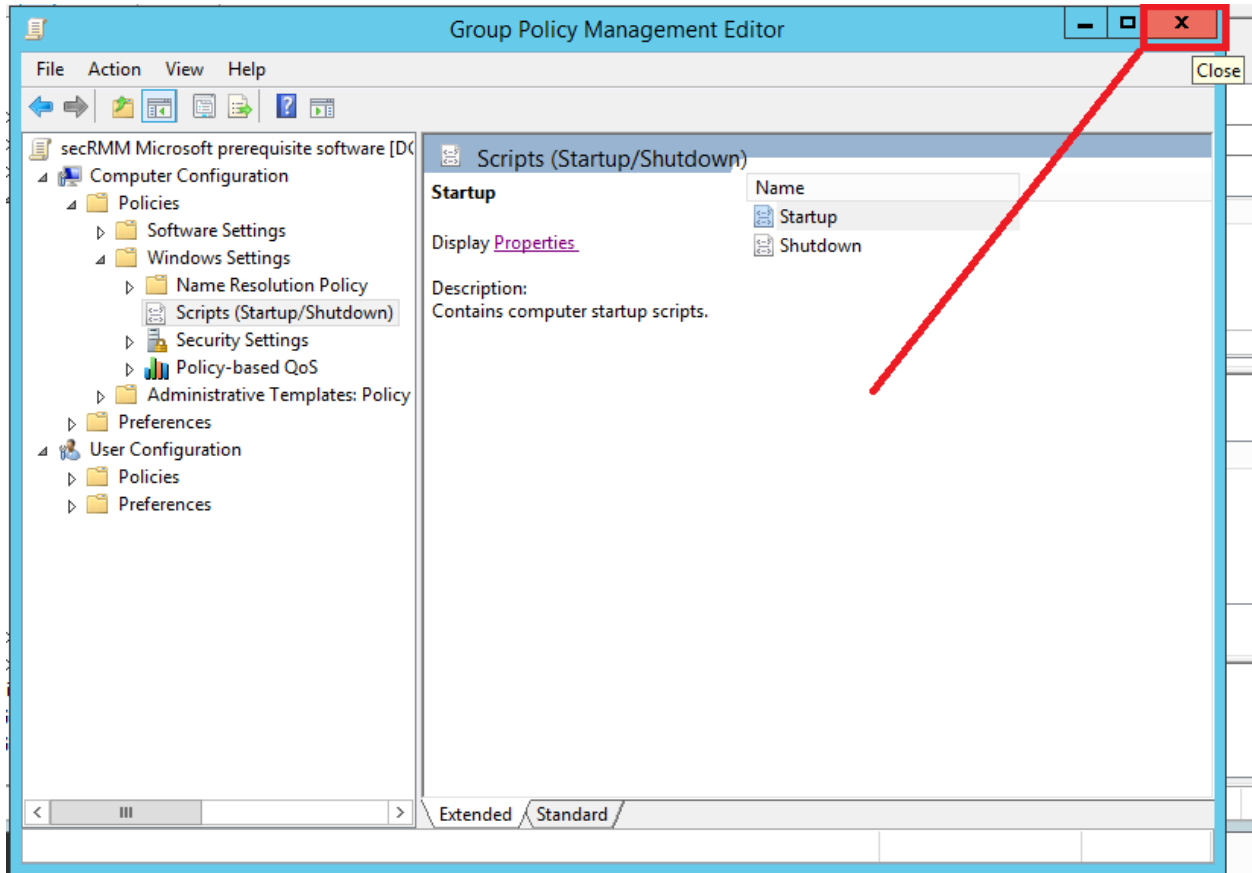 Group Policy Management Editor
X
Close
File Action View Help
secRMM Microsoft prerequisite software [D
Computer Configuration
Policies
Software Settings
Windows Settings
Name Resolution Policy
Scripts (Startup/Shutdown)
Security Settings
Policy-based QoS
Administrative Templates: Policy
Preferences
User Configuration
Policies
Preferences
Scripts (Startup/Shutdown)
Startup
Display Properties
Description:
Contains computer startup scripts.
Name
Startup
Shutdown
Extended Standard